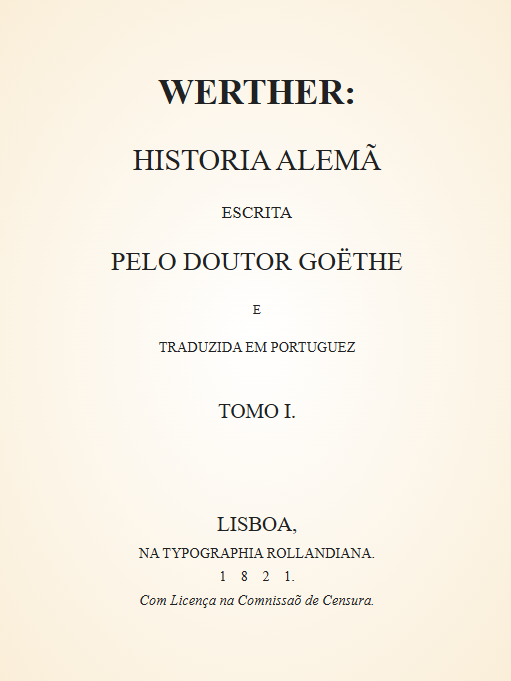 WERTHER:
HISTORIA ALEMÃ
ESCRITA
PELO DOUTOR GOËTHE
E
TRADUZIDA EM PORTUGUEZ
TOMO I.
LISBOA,
NA TYPOGRAPHIA ROLLANDIANA.
1 8 2 1.
Com Licença na Comnissaõ de Censura.